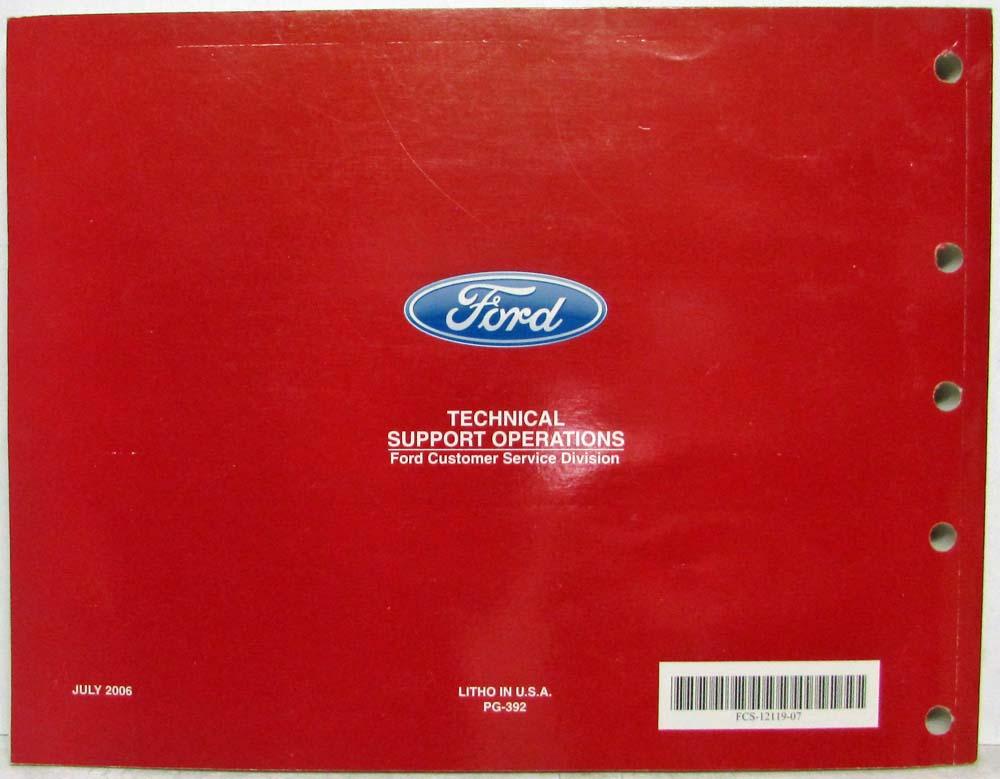 Ford
TECHNICAL
SUPPORT OPERATIONS
Ford Customer Service Division
JULY 2006
LITHO IN U.S.A.
PG-392
FCS-12119-07